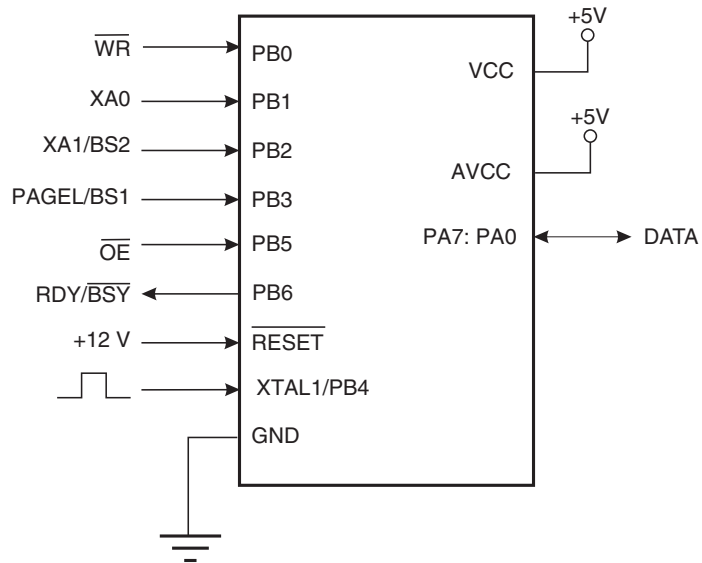 WR PB0
XA0 PB1
XA1/BS2 PB2
PAGEL/BS1 PB3
OE PB5
RDY/BSY PB6
+12 V RESET
XTAL1/PB4
GND
+5V
VCC
+5V
AVCC
PA7: PA0 DATA